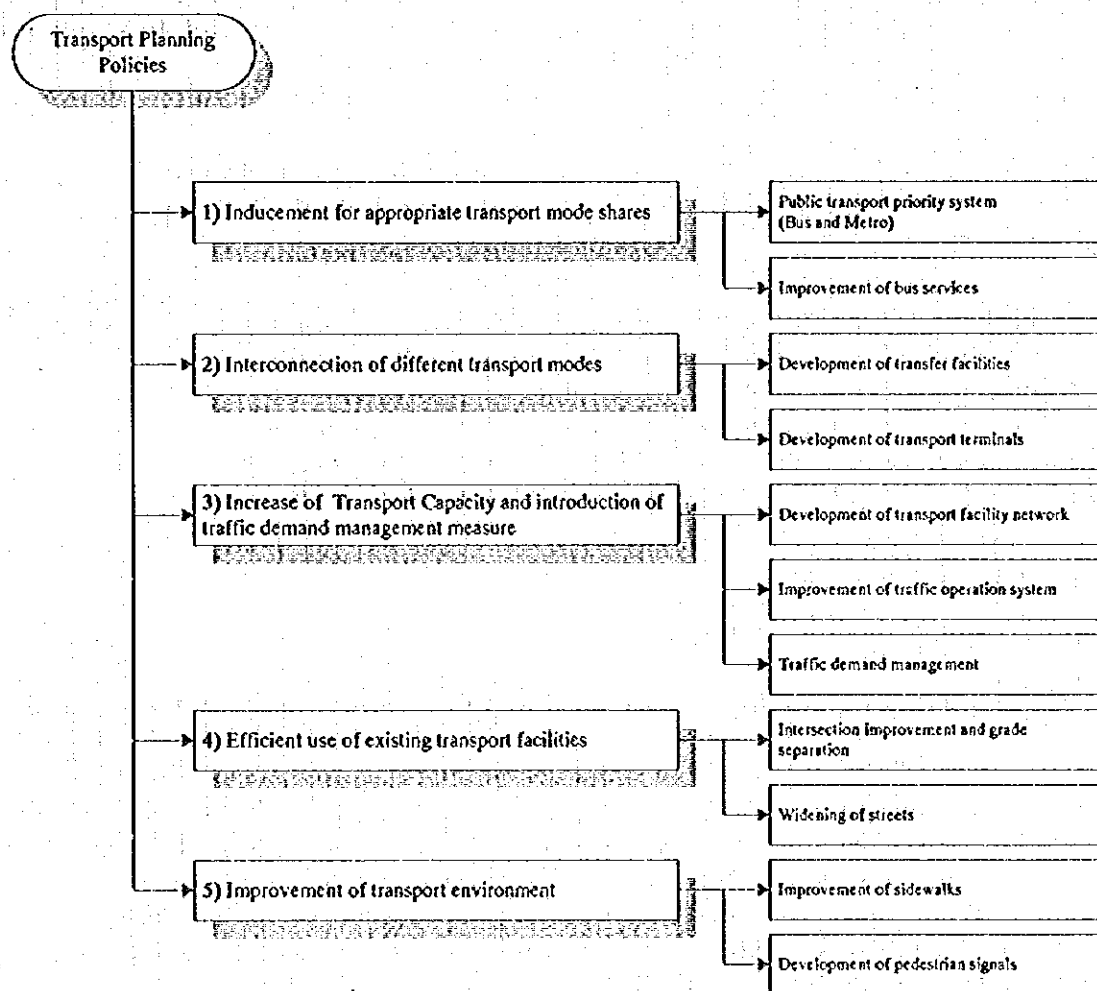 Transport Planning
Policies
1) Inducement for appropriate transport mode shares
Public transport priority system
(Bus and Metro)
Improvement of bus services
2) Interconnection of different transport modes
Development of transfer facilities
Development of transport terminals
3) Increase of Transport Capacity and introduction of
traffic demand management measure
Development of transport facility network
Improvement of traffic operation system
Traffic demand management
4) Efficient use of existing transport facilities
Intersection improvement and grade
separation
Widening of streets
5) Improvement of transport environment
Improvement of sidewalks
Development of pedestrian signals